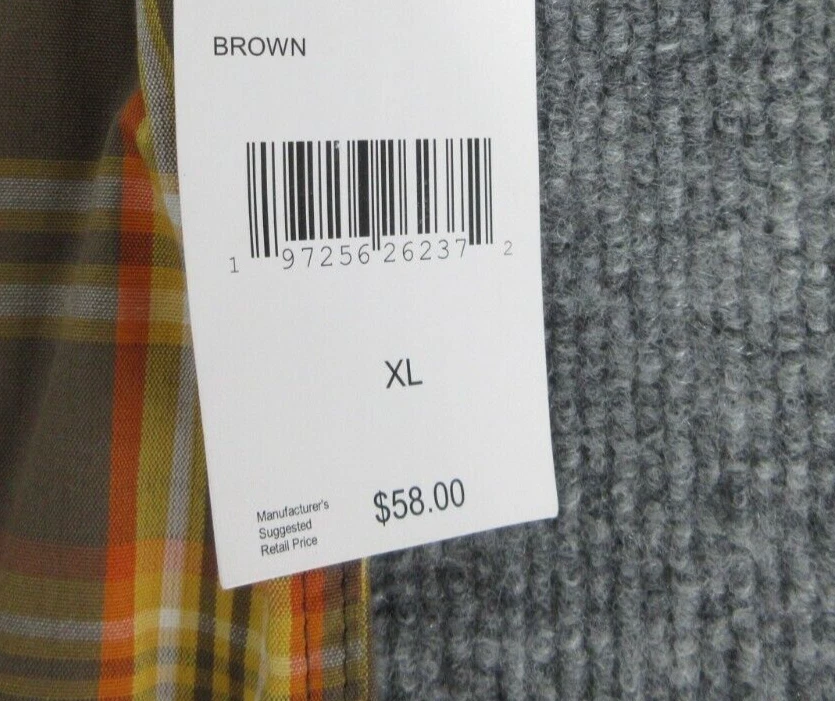 BROWN
1 97256 26237 2
XL
Manufacturer's
Suggested
Retail Price
$58.00